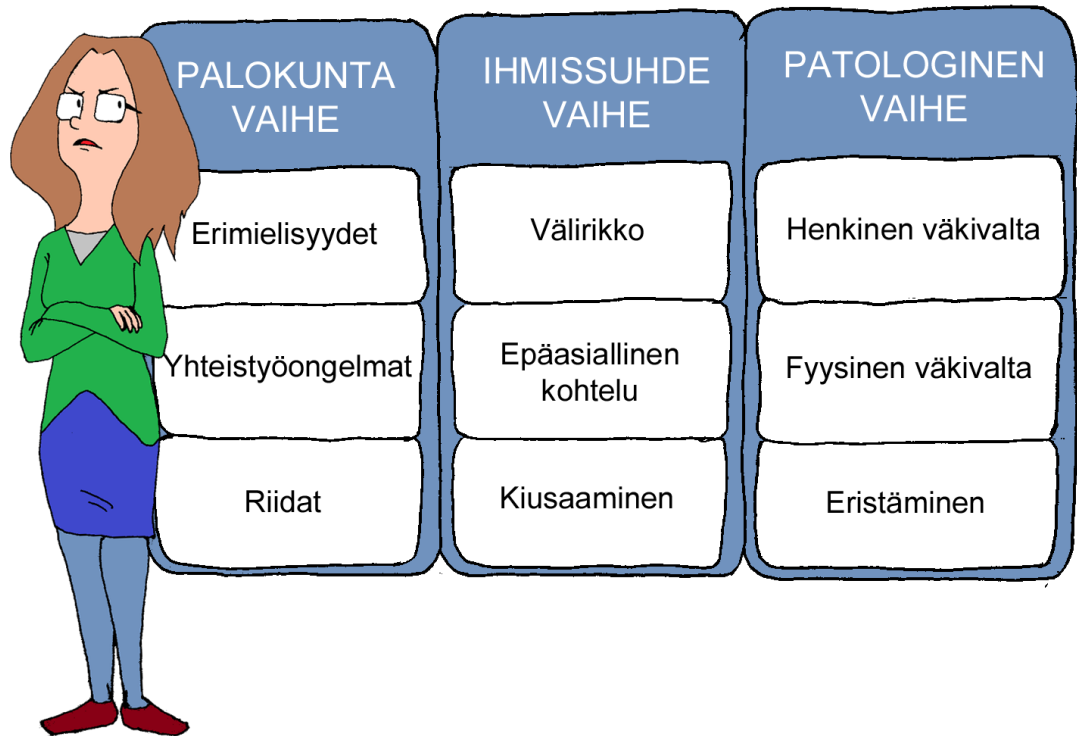 PALOKUNTA
VAIHE
Erimielisyydet
Yhteistyöongelmat
Riidat
IHMISSUHDE
VAIHE
Välirikko
Epäasiallinen
kohtelu
Kiusaaminen
PATOLOGINEN
VAIHE
Henkinen väkivalta
Fyysinen väkivalta
Eristäminen